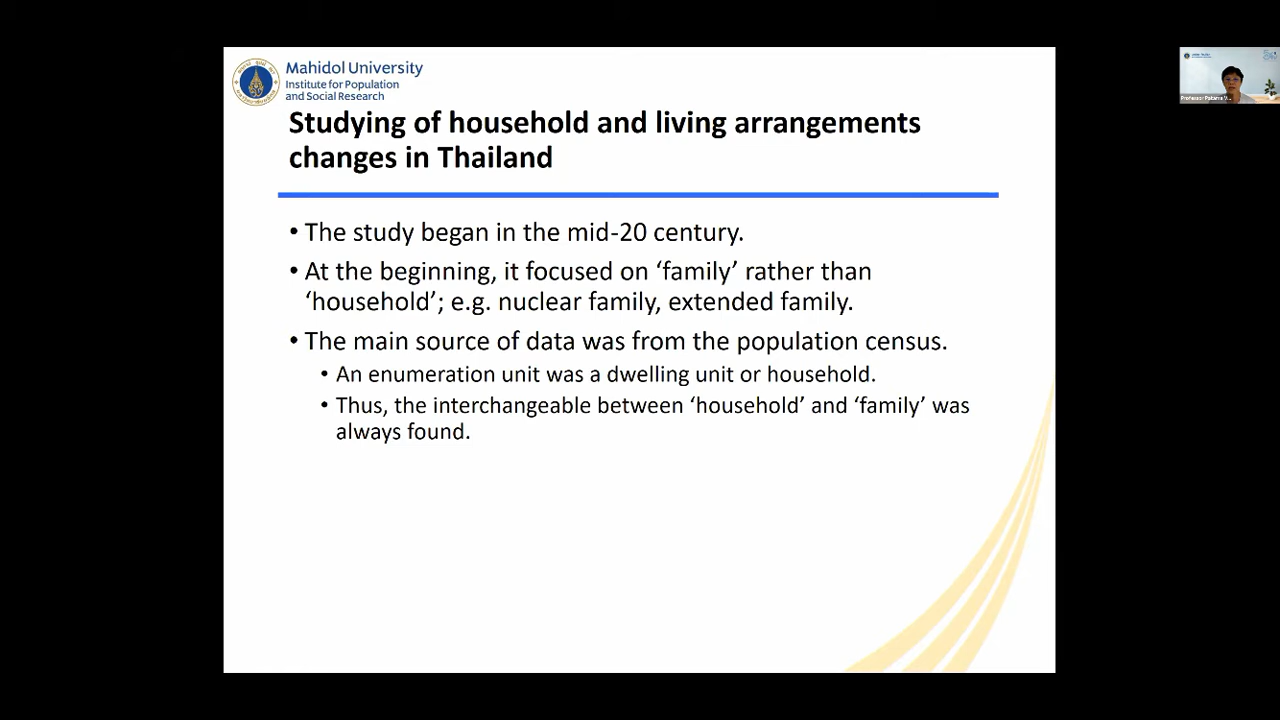 Mahidol University
Institute for Population
and Social Research
Studying of household and living arrangements
changes in Thailand
• The study began in the mid-20 century.
• At the beginning, it focused on ‘family’ rather than
‘household’; e.g. nuclear family, extended family.
• The main source of data was from the population census.
• An enumeration unit was a dwelling unit or household.
• Thus, the interchangeable between ‘household’ and ‘family’ was
always found.
Professor